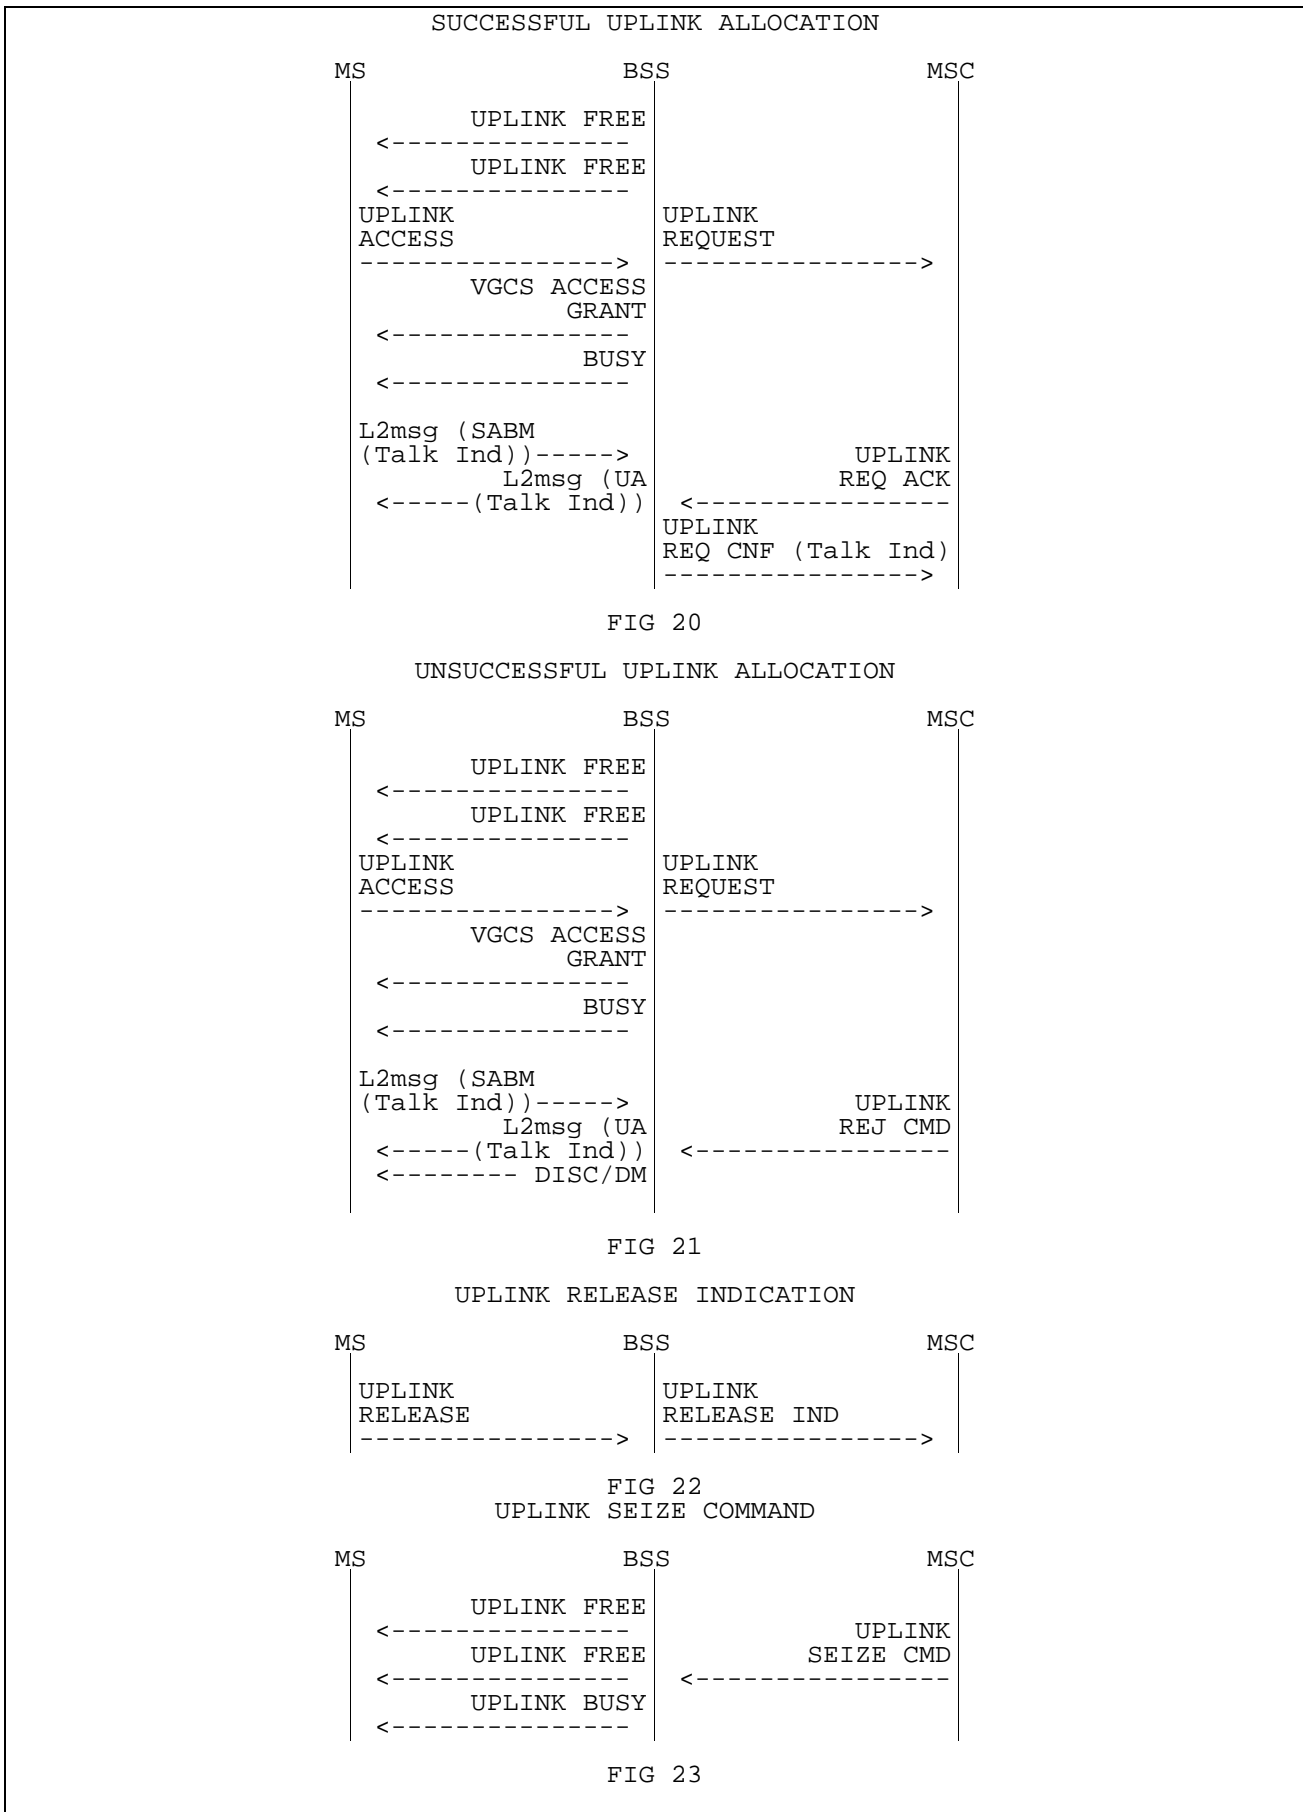 SUCCESSFUL UPLINK ALLOCATION
MS BSS MSC
UPLINK FREE
<---------------
UPLINK FREE
<---------------
UPLINK UPLINK
ACCESS REQUEST
----------------> ---------------->
VGCS ACCESS
GRANT
<---------------
BUSY
<---------------
L2msg (SABM
(Talk Ind))-----> UPLINK
L2msg (UA REQ ACK
<-----(Talk Ind)) <----------------
UPLINK
REQ CNF (Talk Ind)
---------------->
FIG 20
UNSUCCESSFUL UPLINK ALLOCATION
MS BSS MSC
UPLINK FREE
<---------------
UPLINK FREE
<---------------
UPLINK UPLINK
ACCESS REQUEST
----------------> ---------------->
VGCS ACCESS
GRANT
<---------------
BUSY
<---------------
L2msg (SABM
(Talk Ind))-----> UPLINK
L2msg (UA REJ CMD
<-----(Talk Ind)) <----------------
<-------- DISC/DM
FIG 21
UPLINK RELEASE INDICATION
MS BSS MSC
UPLINK UPLINK
RELEASE RELEASE IND
----------------> ---------------->
FIG 22
UPLINK SEIZE COMMAND
MS BSS MSC
UPLINK FREE
<--------------- UPLINK
UPLINK FREE SEIZE CMD
<--------------- <----------------
UPLINK BUSY
<---------------
FIG 23